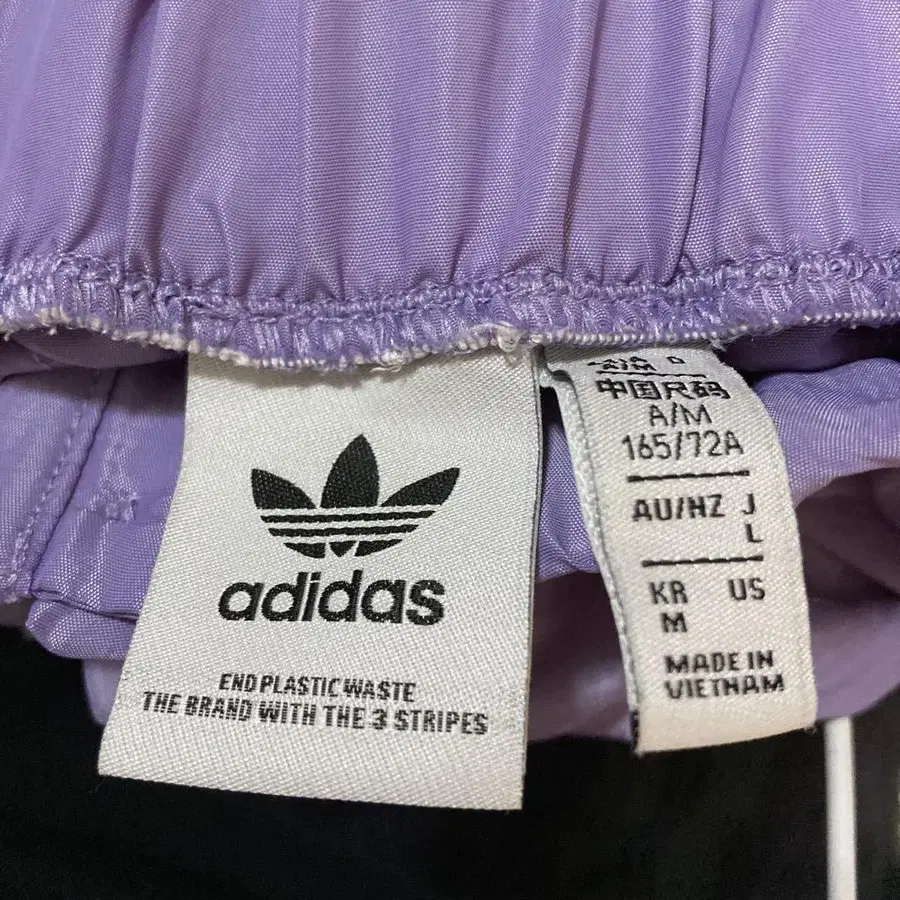 adidas
END PLASTIC WASTE
THE BRAND WITH THE 3 STRIPES
中国尺码
A/M
165/72A
AU/NZ J
L
KR US
M
MADE IN
VIETNAM